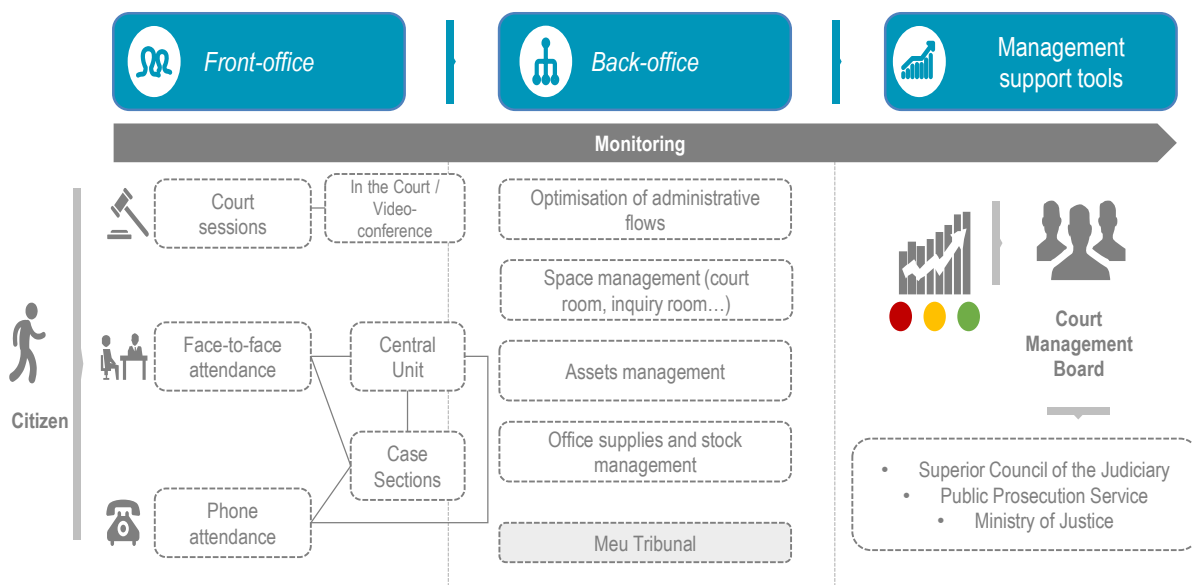 Front-office
Back-office
Management
support tools
Monitoring
Court
sessions
In the Court /
Video-
conference
Optimisation of administrative
flows
Space management (court
room, inquiry room…)
Citizen
Face-to-face
attendance
Central
Unit
Assets management
Case
Sections
Office supplies and stock
management
Phone
attendance
Meu Tribunal
Court
Management
Board
• Superior Council of the Judiciary
• Public Prosecution Service
• Ministry of Justice